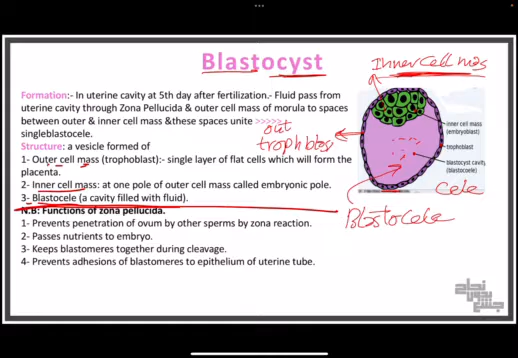 Blastocyst
Inner Cell mas
Formation:- In uterine cavity at 5th day after fertilization.- Fluid pass from
uterine cavity through Zona Pellucida & outer cell mass of morula to spaces
between outer & inner cell mass &these spaces unite >>>>>
singleblastocele.
Structure: a vesicle formed of
1- Outer cell mass (trophoblast):- single layer of flat cells which will form the
placenta.
2- Inner cell mass: at one pole of outer cell mass called embryonic pole.
3- Blastocele (a cavity filled with fluid).
N.B: Functions of zona pellucida.
1- Prevents penetration of ovum by other sperms by zona reaction.
2- Passes nutrients to embryo.
3- Keeps blastomeres together during cleavage.
4- Prevents adhesions of blastomeres to epithelium of uterine tube.
out
trophblas
inner cell mass
(embryoblast)
trophoblast
blastocyst cavity
(blastocoele)
Cele
Blastocele